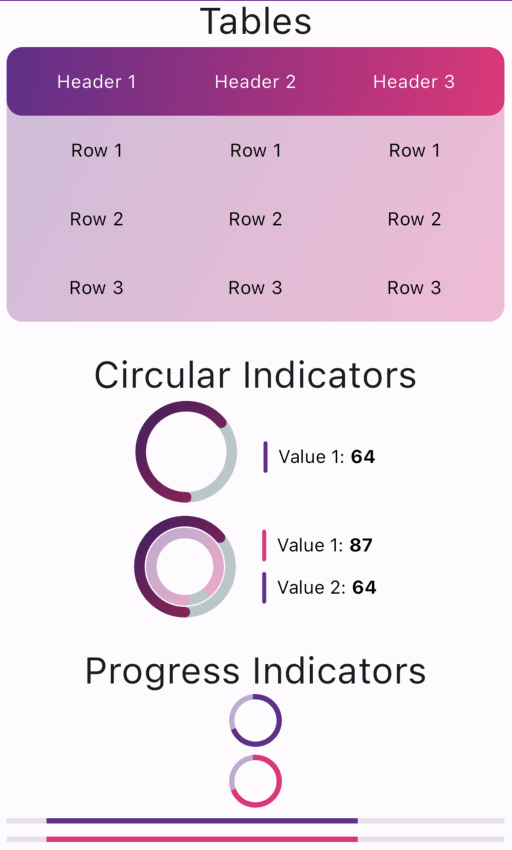 Tables
Header 1 Header 2 Header 3
Row 1 Row 1 Row 1
Row 2 Row 2 Row 2
Row 3 Row 3 Row 3
Circular Indicators
Value 1: 64
Value 1: 87
Value 2: 64
Progress Indicators